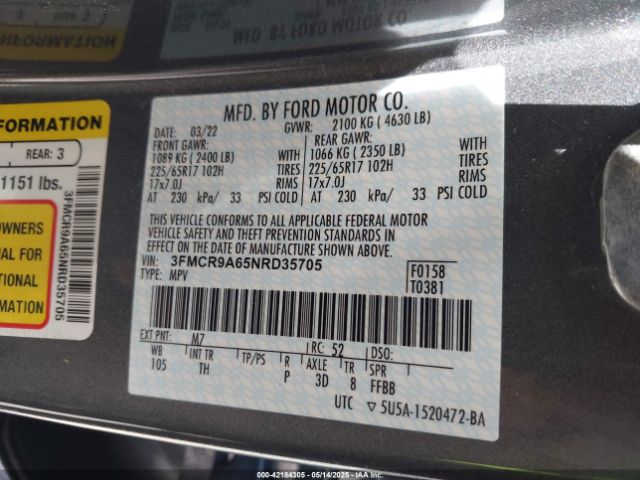 FORMATION
REAR: 3
1151 lbs.
OWNERS
UAL FOR
TIONAL
RMATION
3FMCR9A65NRD35705
MFD. BY FORD MOTOR CO.
DATE: 03/22 GVWR: 2100 KG ( 4630 LB)
FRONT GAWR: REAR GAWR:
1089 KG ( 2400 LB) WITH 1066 KG ( 2350 LB) WITH
225/65R17 102H TIRES 225/65R17 102H TIRES
17x7.0J RIMS 17x7.0J RIMS
AT 230 kPa/ 33 PSI COLD AT 230 kPa/ 33 PSI COLD
THIS VEHICLE CONFORMS TO ALL APPLICABLE FEDERAL MOTOR
VEHICLE SAFETY AND THEFT PREVENTION STANDARDS IN
EFFECT ON THE DATE OF MANUFACTURE SHOWN ABOVE.
VIN: 3FMCR9A65NRD35705
TYPE: MPV
F0158
T0381
EXT PNT: M7 RC: 52 DSO:
WB INT TR TP/PS R AXLE TR SPR
105 TH P 3D 8 FFBB
UTC ▽5U5A-1520472-BA
000-42184305 - 05/14/2025 - IAAHQ - Dealer